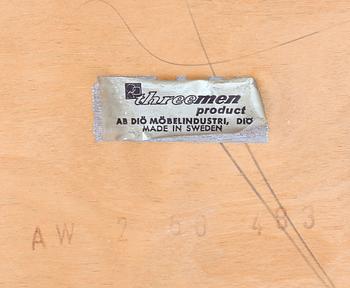 threemen
product
AB DIÖ MÖBELINDUSTRI, DIÖ
MADE IN SWEDEN
AW 2 60 463